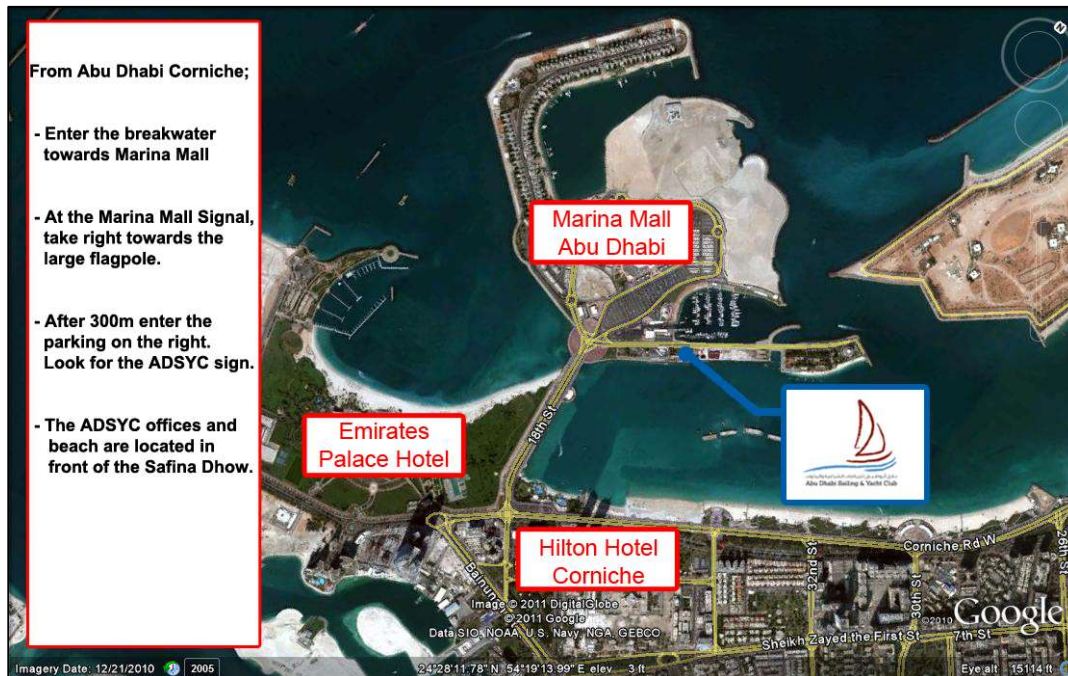 From Abu Dhabi Corniche;
- Enter the breakwater
towards Marina Mall
- At the Marina Mall Signal,
take right towards the
large flagpole.
- After 300m enter the
parking on the right.
Look for the ADSYC sign.
- The ADSYC offices and
beach are located in
front of the Safina Dhow.
N
Marina Mall
Abu Dhabi
18th St
Emirates
Palace Hotel
Abu Dhabi Sailing & Yacht Club
Hilton Hotel
Corniche
Corniche Rd W
26th St
32nd St
30th St
Image © 2011 DigitalGlobe
© 2011 Google
Data SIO, NOAA, U.S. Navy, NGA, GEBCO
©2010 Google
Sheikh Zayed the First St
7th St
Imagery Date: 12/21/2010
2005
24°28'11.78" N 54°19'13.99" E elev 3 ft
Eye alt 15114 ft